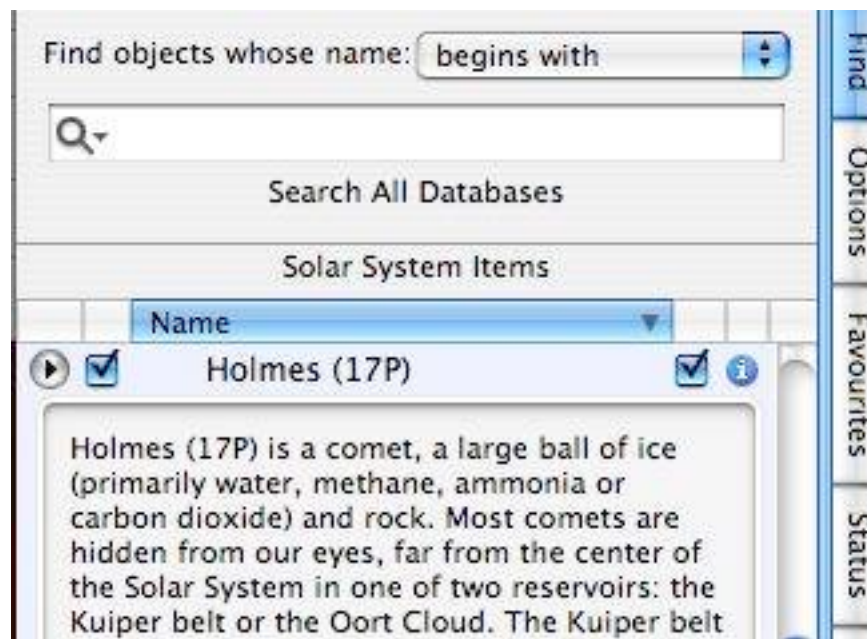 Find objects whose name: begins with
Search All Databases
Solar System Items
Name
Holmes (17P)
Holmes (17P) is a comet, a large ball of ice
(primarily water, methane, ammonia or
carbon dioxide) and rock. Most comets are
hidden from our eyes, far from the center of
the Solar System in one of two reservoirs: the
Kuiper belt or the Oort Cloud. The Kuiper belt
Find
Options
Favourites
Status